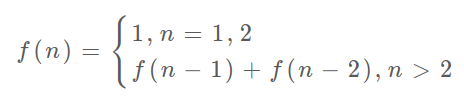 f(n) = { 1, n = 1, 2
f(n − 1) + f(n − 2), n > 2